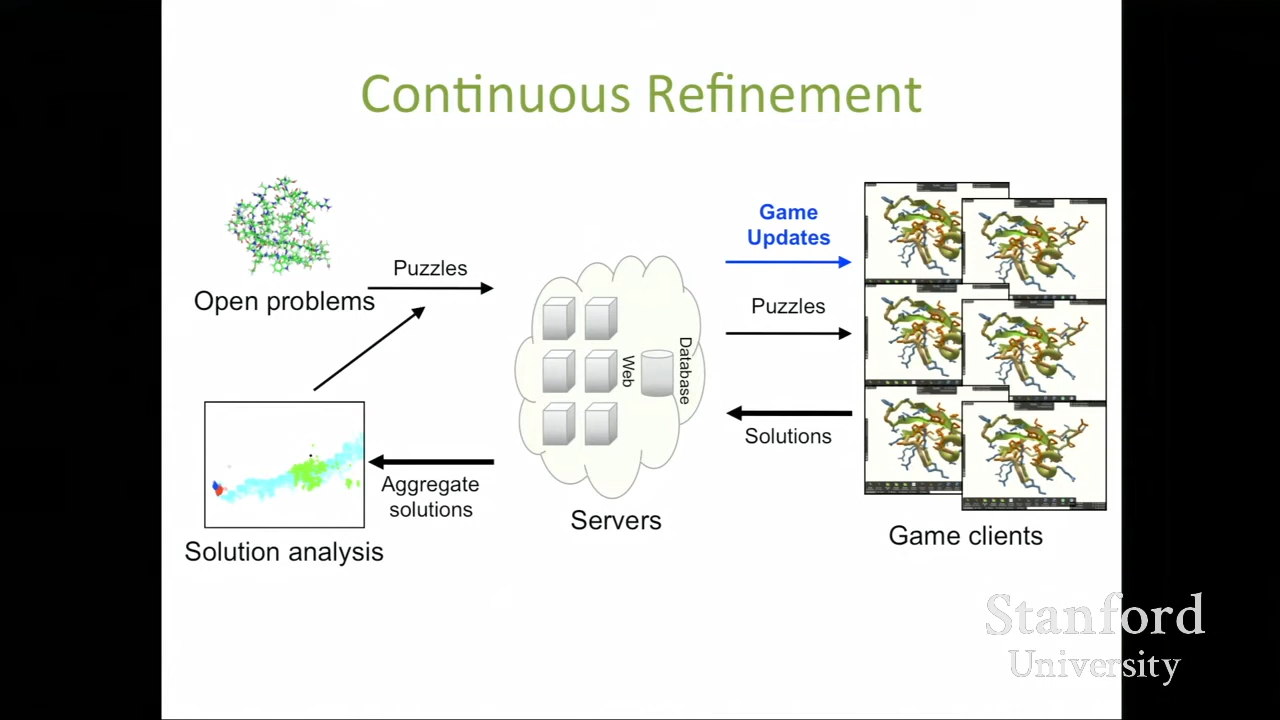 Continuous Refinement
Open problems
Puzzles
Game
Updates
Puzzles
Web
Database
Solutions
Aggregate
solutions
Servers
Solution analysis
Game clients
Stanford
University